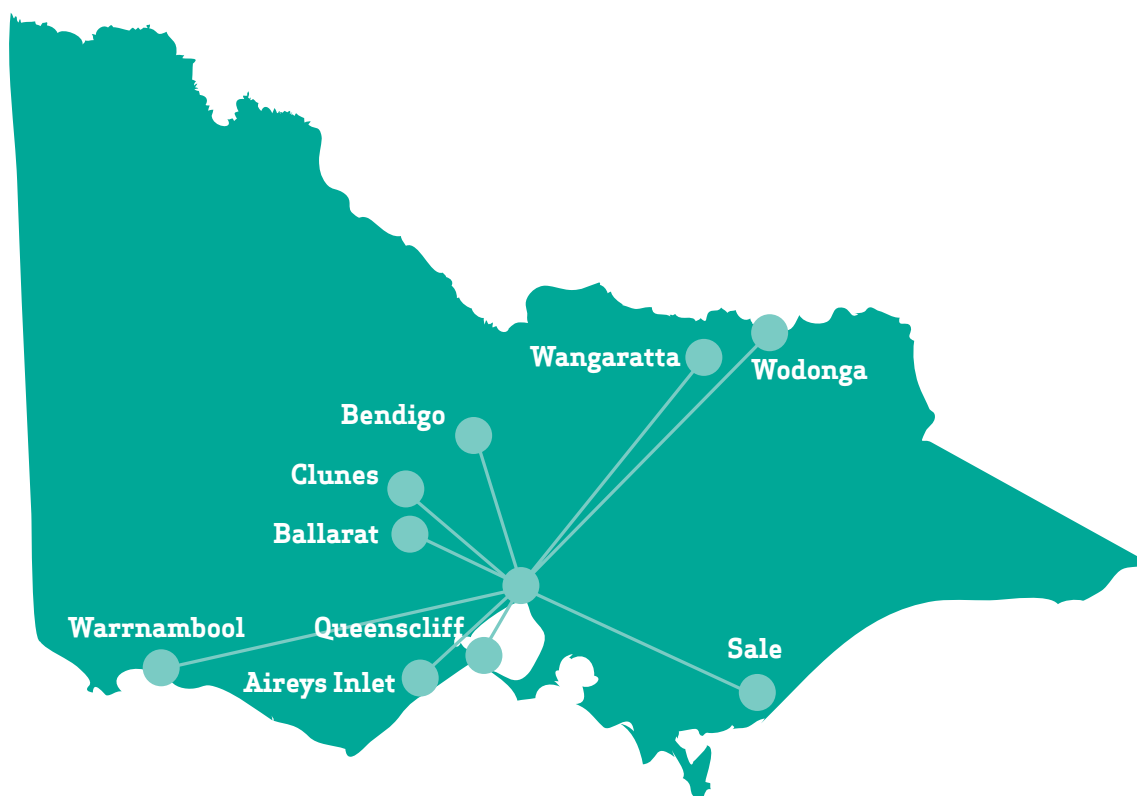 Wangaratta
Wodonga
Bendigo
Clunes
Ballarat
Warrnambool
Queenscliff
Sale
Aireys Inlet